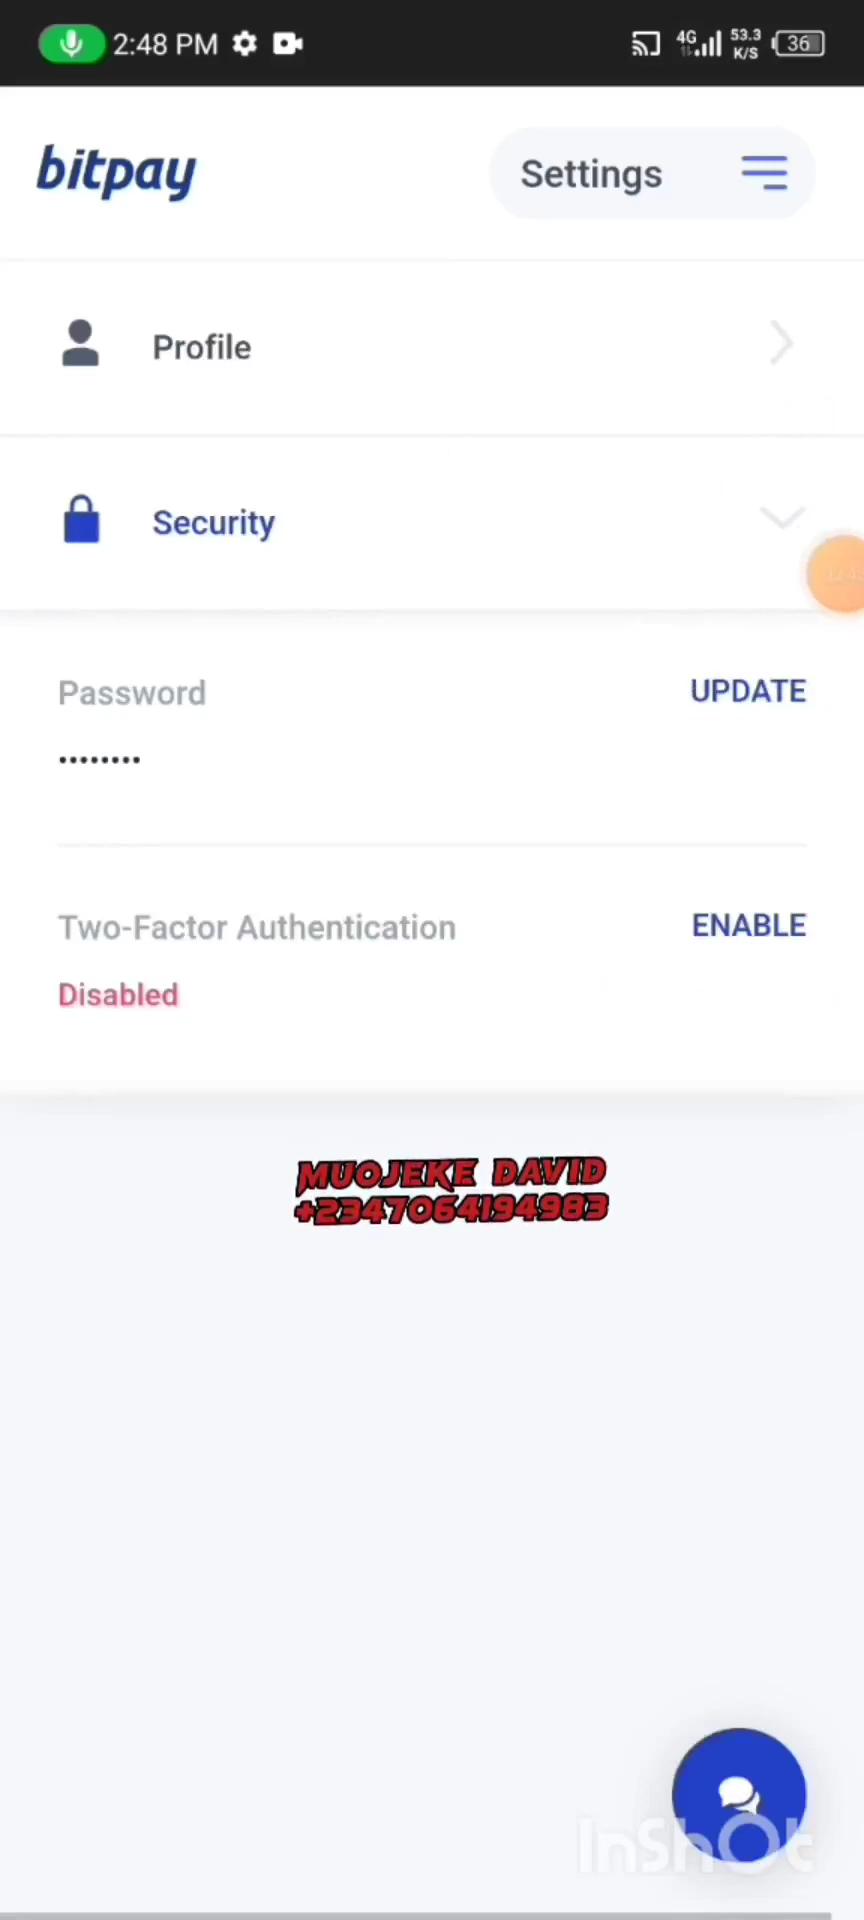 2:48 PM
4G
53.3
K/S
36
bitpay
Settings
Profile
Security
Password
UPDATE
••••••••
Two-Factor Authentication
ENABLE
Disabled
MUOJEKE DAVID
+2347064194983
InShOt